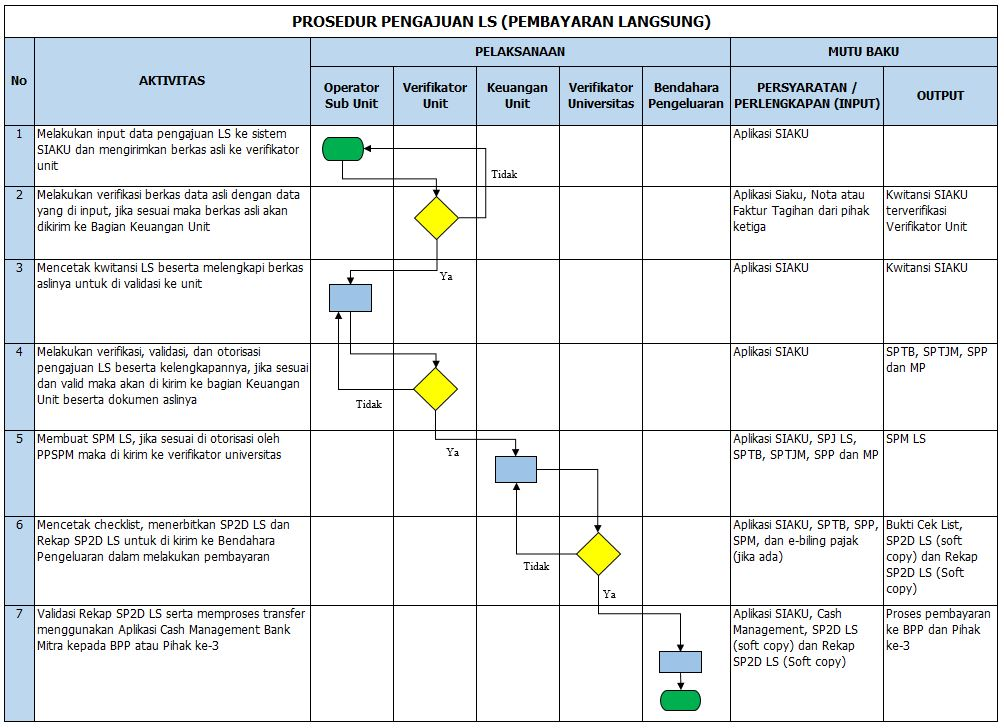 PROSEDUR PENGAJUAN LS (PEMBAYARAN LANGSUNG)
No
AKTIVITAS
PELAKSANAAN
MUTU BAKU
Operator
Sub Unit
Verifikator
Unit
Keuangan
Unit
Verifikator
Universitas
Bendahara
Pengeluaran
PERSYARATAN /
PERLENGKAPAN (INPUT)
OUTPUT
1
Melakukan input data pengajuan LS ke sistem
SIAKU dan mengirimkan berkas asli ke verifikator
unit
Tidak
Aplikasi SIAKU
2
Melakukan verifikasi berkas data asli dengan data
yang di input, jika sesuai maka berkas asli akan
dikirim ke Bagian Keuangan Unit
Aplikasi Siaku, Nota atau
Faktur Tagihan dari pihak
ketiga
Kwitansi SIAKU
terverifikasi
Verifikator Unit
3
Mencetak kwitansi LS beserta melengkapi berkas
aslinya untuk di validasi ke unit
Ya
Aplikasi SIAKU
Kwitansi SIAKU
4
Melakukan verifikasi, validasi, dan otorisasi
pengajuan LS beserta kelengkapannya, jika sesuai
dan valid maka akan di kirim ke bagian Keuangan
Unit beserta dokumen aslinya
Tidak
Aplikasi SIAKU
SPTB, SPTJM, SPP
dan MP
5
Membuat SPM LS, jika sesuai di otorisasi oleh
PPSPM maka di kirim ke verifikator universitas
Ya
Aplikasi SIAKU, SPJ LS,
SPTB, SPTJM, SPP dan MP
SPM LS
6
Mencetak checklist, menerbitkan SP2D LS dan
Rekap SP2D LS untuk di kirim ke Bendahara
Pengeluaran dalam melakukan pembayaran
Tidak
Ya
Aplikasi SIAKU, SPTB, SPP,
SPM, dan e-biling pajak
(jika ada)
Bukti Cek List,
SP2D LS (soft
copy) dan Rekap
SP2D LS (Soft
copy)
7
Validasi Rekap SP2D LS serta memproses transfer
menggunakan Aplikasi Cash Management Bank
Mitra kepada BPP atau Pihak ke-3
Aplikasi SIAKU, Cash
Management, SP2D LS
(soft copy) dan Rekap
SP2D LS (Soft copy)
Proses pembayaran
ke BPP dan Pihak
ke-3